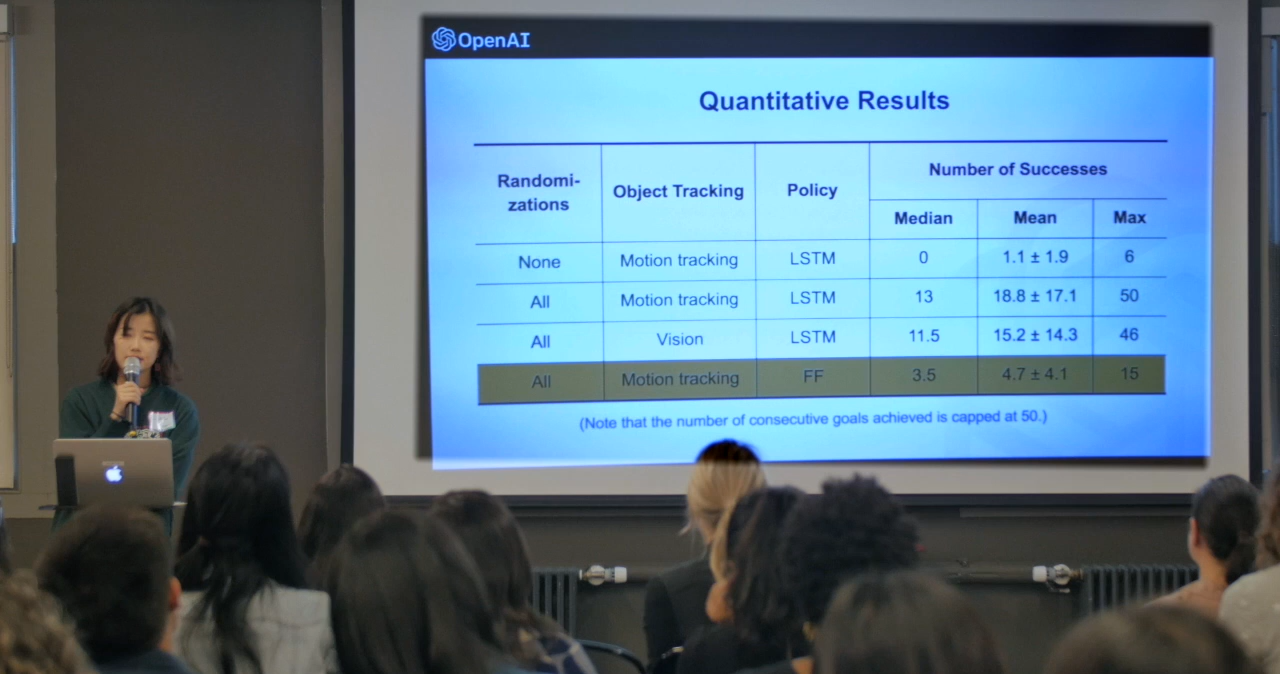 OpenAI
Quantitative Results
Randomi-
zations
Object Tracking
Policy
Number of Successes
Median Mean Max
None Motion tracking LSTM 0 1.1 ± 1.9 6
All Motion tracking LSTM 13 18.8 ± 17.1 50
All Vision LSTM 11.5 15.2 ± 14.3 46
All Motion tracking FF 3.5 4.7 ± 4.1 15
(Note that the number of consecutive goals achieved is capped at 50.)